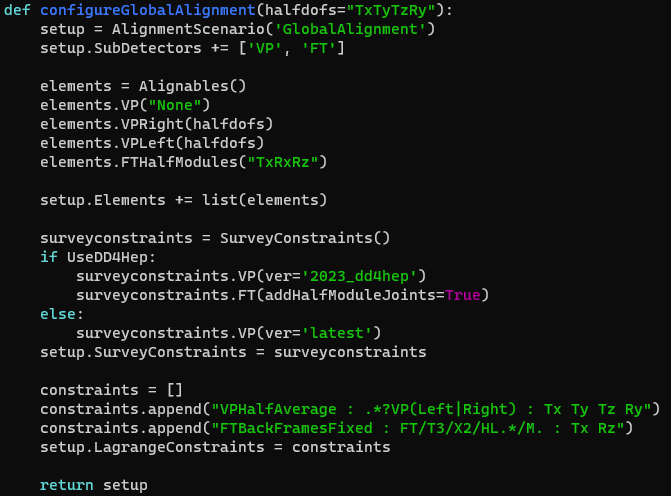 def configureGlobalAlignment(halfdofs="TxTyTzRy"):
    setup = AlignmentScenario('GlobalAlignment')
    setup.SubDetectors += ['VP', 'FT']

    elements = Alignables()
    elements.VP("None")
    elements.VPRight(halfdofs)
    elements.VPLeft(halfdofs)
    elements.FTHalfModules("TxRxRz")

    setup.Elements += list(elements)

    surveyconstraints = SurveyConstraints()
    if UseDD4Hep:
        surveyconstraints.VP(ver='2023_dd4hep')
        surveyconstraints.FT(addHalfModuleJoints=True)
    else:
        surveyconstraints.VP(ver='latest')
    setup.SurveyConstraints = surveyconstraints

    constraints = []
    constraints.append("VPHalfAverage : .*?VP(Left|Right) : Tx Ty Tz Ry")
    constraints.append("FTBackFramesFixed : FT/T3/X2/HL.*/M. : Tx Rz")
    setup.LagrangeConstraints = constraints

    return setup